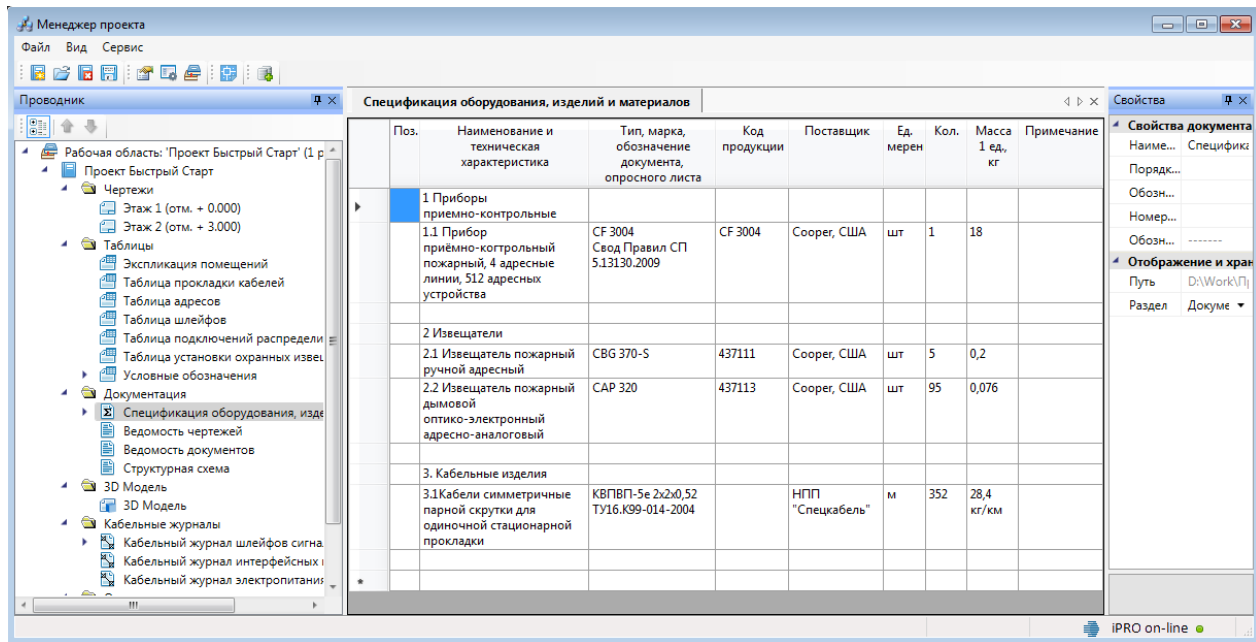 Менеджер проекта
Файл Вид Сервис
Проводник
Рабочая область: 'Проект Быстрый Старт' (1 р
Проект Быстрый Старт
Чертежи
Этаж 1 (отм. + 0.000)
Этаж 2 (отм. + 3.000)
Таблицы
Экспликация помещений
Таблица прокладки кабелей
Таблица адресов
Таблица шлейфов
Таблица подключений распредели
Таблица установки охранных извещ
Условные обозначения
Документация
Спецификация оборудования, изде
Ведомость чертежей
Ведомость документов
Структурная схема
3D Модель
3D Модель
Кабельные журналы
Кабельный журнал шлейфов сигна
Кабельный журнал интерфейсных
Кабельный журнал электропитания
Спецификация оборудования, изделий и материалов
Поз. Наименование и Тип, марка, Код Поставщик Ед. Кол. Масса Примечание
техническая обозначение продукции мерен 1 ед.,
характеристика документа, кг
опросного листа
1 Приборы
приемно-контрольные
1.1 Прибор CF 3004 CF 3004 Cooper, США шт 1 18
приёмно-когтрольный Свод Правил СП
пожарный, 4 адресные 5.13130.2009
линии, 512 адресных
устройства
2 Извещатели
2.1 Извещатель пожарный CBG 370-S 437111 Cooper, США шт 5 0,2
ручной адресный
2.2 Извещатель пожарный CAP 320 437113 Cooper, США шт 95 0,076
дымовой
оптико-электронный
адресно-аналоговый
3. Кабельные изделия
3.1Кабели симметричные КВПВП-5е 2х2х0,52 НПП м 352 28,4
парной скрутки для ТУ16.К99-014-2004 "Спецкабель" кг/км
одиночной стационарной
прокладки
*
Свойства
Свойства документа
Наиме... Специфика
Порядк...
Обозн...
Номер...
Обозн... -------
Отображение и хран
Путь D:\Work\Пр
Раздел Докуме
iPRO on-line